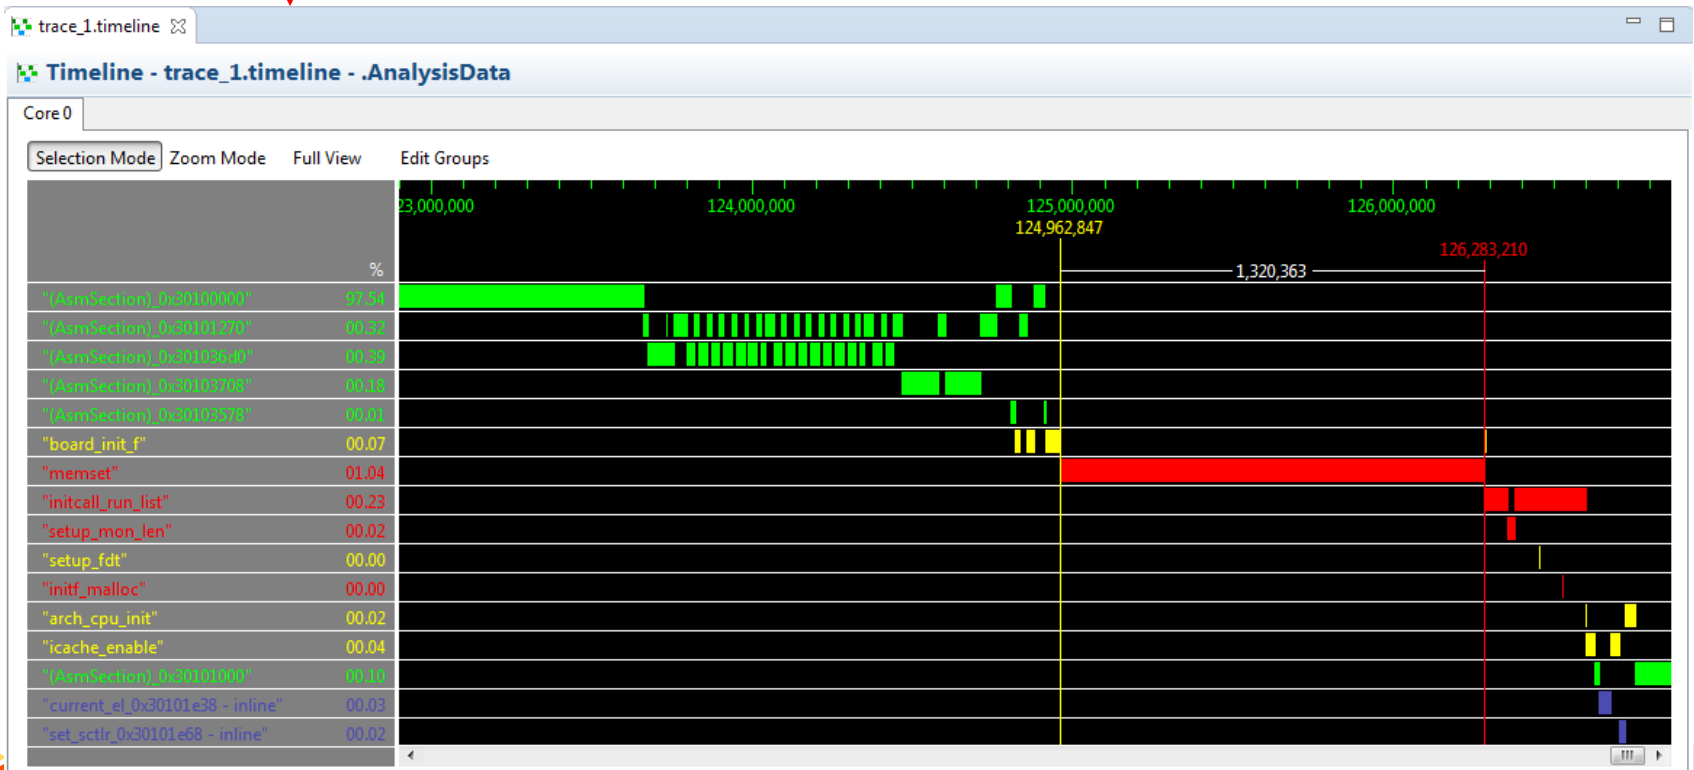 trace_1.timeline
Timeline - trace_1.timeline - .AnalysisData
Core 0
Selection Mode Zoom Mode Full View Edit Groups
23,000,000 124,000,000 125,000,000 126,000,000
124,962,847
126,283,210
% 1,320,363
"(AsmSection)_0x30100000" 97.54
"(AsmSection)_0x30101270" 00.32
"(AsmSection)_0x301036d0" 00.39
"(AsmSection)_0x30103708" 00.18
"(AsmSection)_0x30103578" 00.01
"board_init_f" 00.07
"memset" 01.04
"initcall_run_list" 00.23
"setup_mon_len" 00.02
"setup_fdt" 00.00
"initf_malloc" 00.00
"arch_cpu_init" 00.02
"icache_enable" 00.04
"(AsmSection)_0x30101000" 00.10
"current_el_0x30101e38 - inline" 00.03
"set_sctlr_0x30101e68 - inline" 00.02